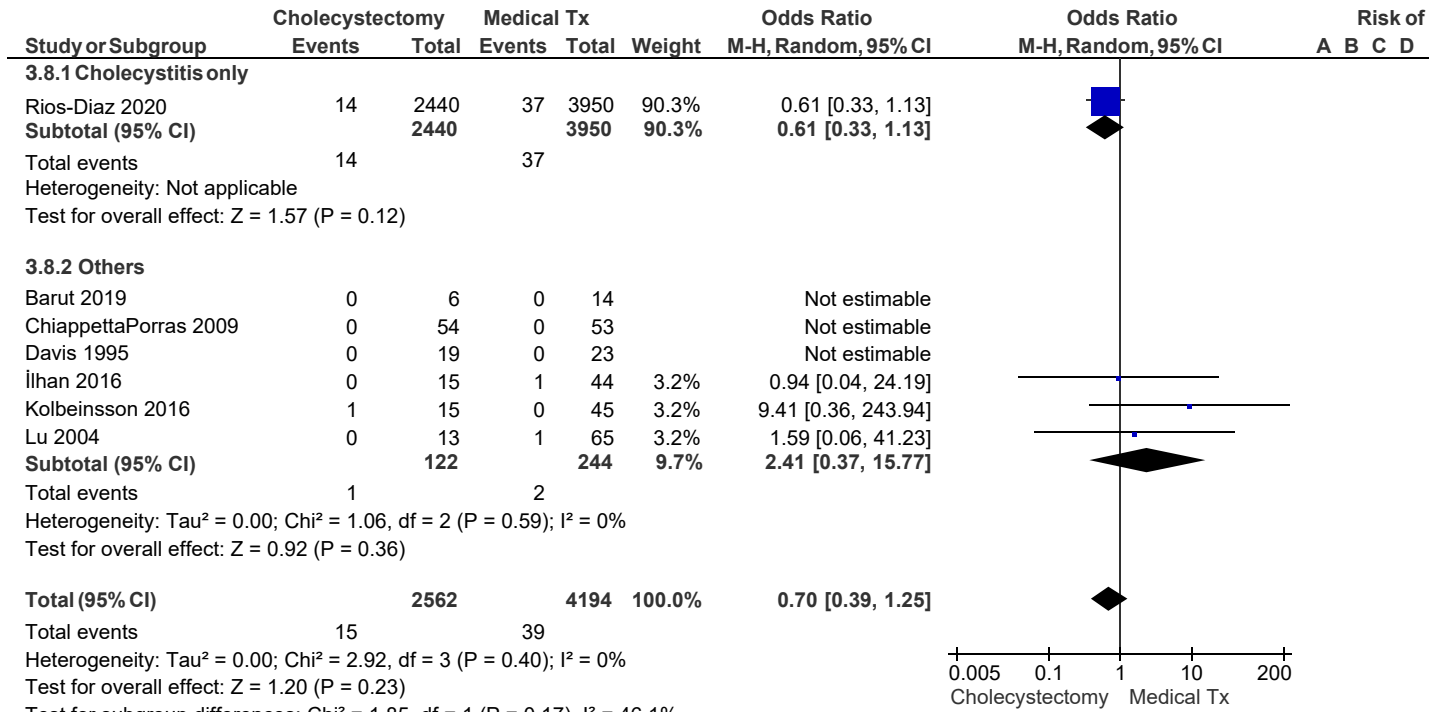 Cholecystectomy Medical Tx Odds Ratio Odds Ratio Risk of
Study or Subgroup Events Total Events Total Weight M-H, Random, 95% CI M-H, Random, 95% CI A B C D
3.8.1 Cholecystitis only
Rios-Diaz 2020 14 2440 37 3950 90.3% 0.61 [0.33, 1.13]
Subtotal (95% CI) 2440 3950 90.3% 0.61 [0.33, 1.13]
Total events 14 37
Heterogeneity: Not applicable
Test for overall effect: Z = 1.57 (P = 0.12)
3.8.2 Others
Barut 2019 0 6 0 14 Not estimable
ChiappettaPorras 2009 0 54 0 53 Not estimable
Davis 1995 0 19 0 23 Not estimable
İlhan 2016 0 15 1 44 3.2% 0.94 [0.04, 24.19]
Kolbeinsson 2016 1 15 0 45 3.2% 9.41 [0.36, 243.94]
Lu 2004 0 13 1 65 3.2% 1.59 [0.06, 41.23]
Subtotal (95% CI) 122 244 9.7% 2.41 [0.37, 15.77]
Total events 1 2
Heterogeneity: Tau² = 0.00; Chi² = 1.06, df = 2 (P = 0.59); I² = 0%
Test for overall effect: Z = 0.92 (P = 0.36)
Total (95% CI) 2562 4194 100.0% 0.70 [0.39, 1.25]
Total events 15 39
Heterogeneity: Tau² = 0.00; Chi² = 2.92, df = 3 (P = 0.40); I² = 0%
Test for overall effect: Z = 1.20 (P = 0.23)
0.005 0.1 1 10 200
Cholecystectomy Medical Tx
Test for subgroup differences: Chi² = 1.85, df = 1 (P = 0.17), I² = 46.1%